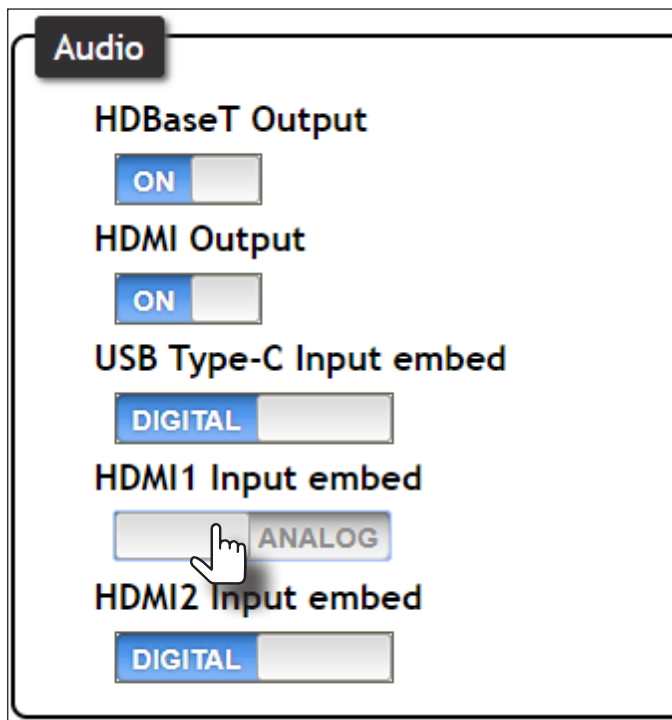 Audio
HDBaseT Output
ON
HDMI Output
ON
USB Type-C Input embed
DIGITAL
HDMI1 Input embed
ANALOG
HDMI2 Input embed
DIGITAL